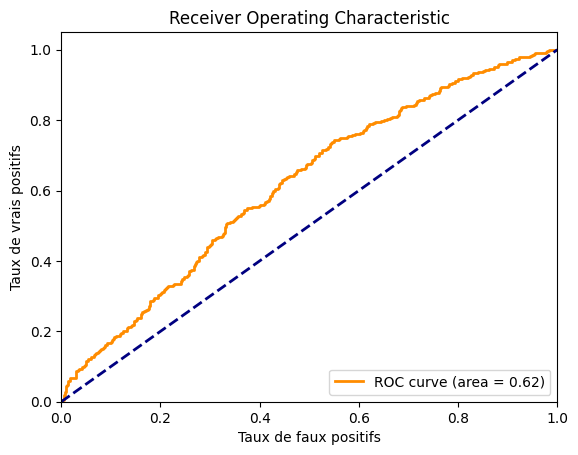 Receiver Operating Characteristic
Taux de vrais positifs
1.0
0.8
0.6
0.4
0.2
0.0
ROC curve (area = 0.62)
0.0 0.2 0.4 0.6 0.8 1.0
Taux de faux positifs